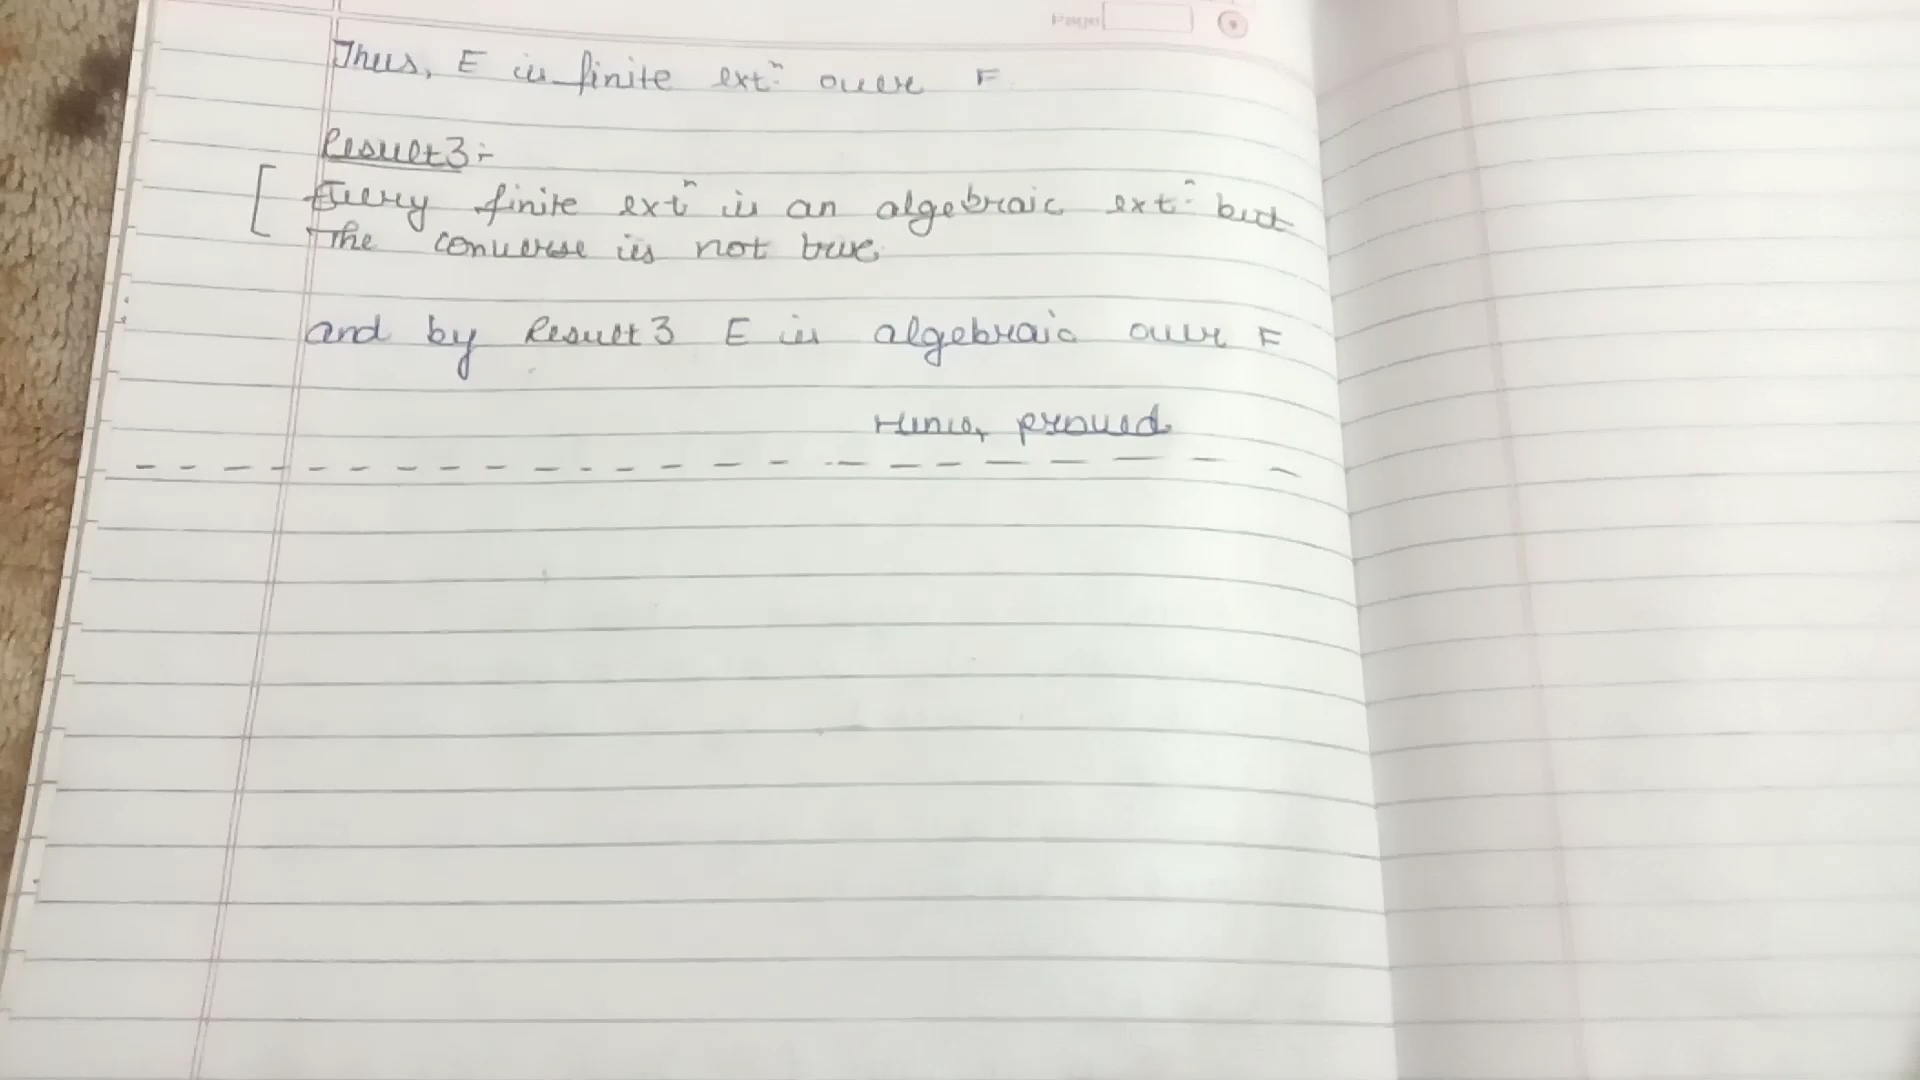 Page
Thus, E is finite extⁿ over F.
Result 3:-
[ Every finite extⁿ is an algebraic extⁿ but
the converse is not true.
and by Result 3 E is algebraic over F
Hence, proved